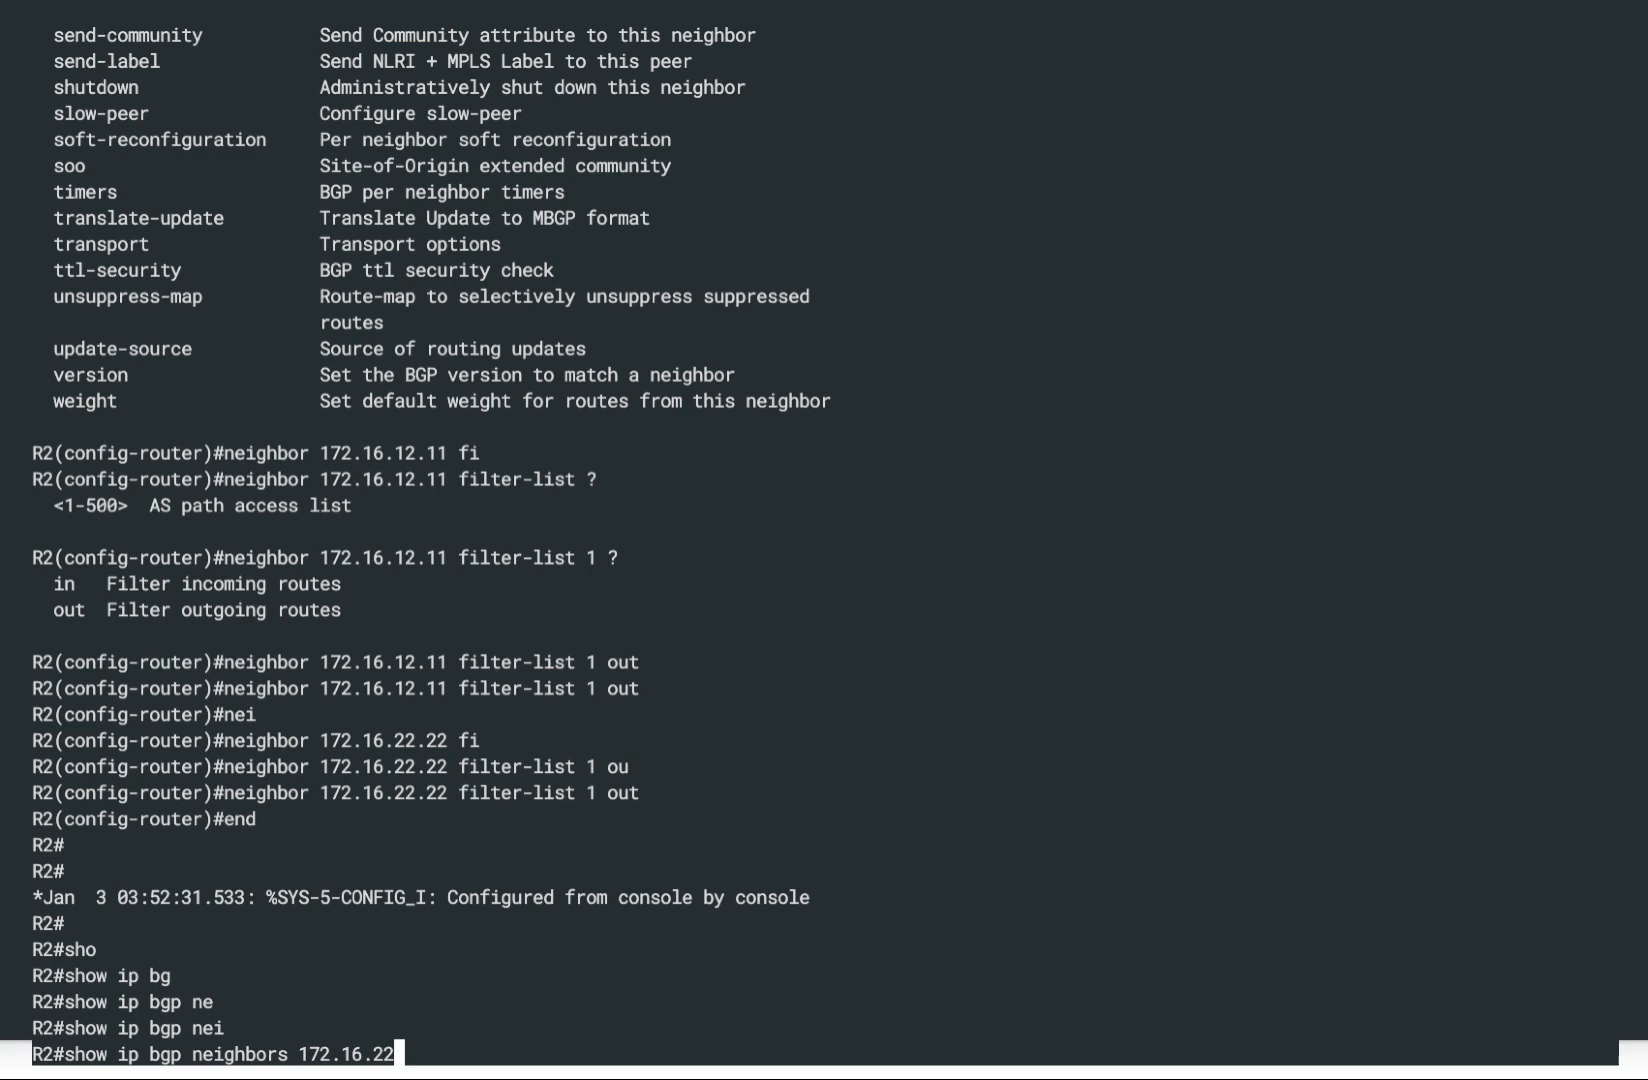 send-community Send Community attribute to this neighbor
send-label Send NLRI + MPLS Label to this peer
shutdown Administratively shut down this neighbor
slow-peer Configure slow-peer
soft-reconfiguration Per neighbor soft reconfiguration
soo Site-of-Origin extended community
timers BGP per neighbor timers
translate-update Translate Update to MBGP format
transport Transport options
ttl-security BGP ttl security check
unsuppress-map Route-map to selectively unsuppress suppressed
routes
update-source Source of routing updates
version Set the BGP version to match a neighbor
weight Set default weight for routes from this neighbor
R2(config-router)#neighbor 172.16.12.11 fi
R2(config-router)#neighbor 172.16.12.11 filter-list ?
<1-500> AS path access list
R2(config-router)#neighbor 172.16.12.11 filter-list 1 ?
in Filter incoming routes
out Filter outgoing routes
R2(config-router)#neighbor 172.16.12.11 filter-list 1 out
R2(config-router)#neighbor 172.16.12.11 filter-list 1 out
R2(config-router)#nei
R2(config-router)#neighbor 172.16.22.22 fi
R2(config-router)#neighbor 172.16.22.22 filter-list 1 ou
R2(config-router)#neighbor 172.16.22.22 filter-list 1 out
R2(config-router)#end
R2#
R2#
*Jan 3 03:52:31.533: %SYS-5-CONFIG_I: Configured from console by console
R2#
R2#sho
R2#show ip bg
R2#show ip bgp ne
R2#show ip bgp nei
R2#show ip bgp neighbors 172.16.22